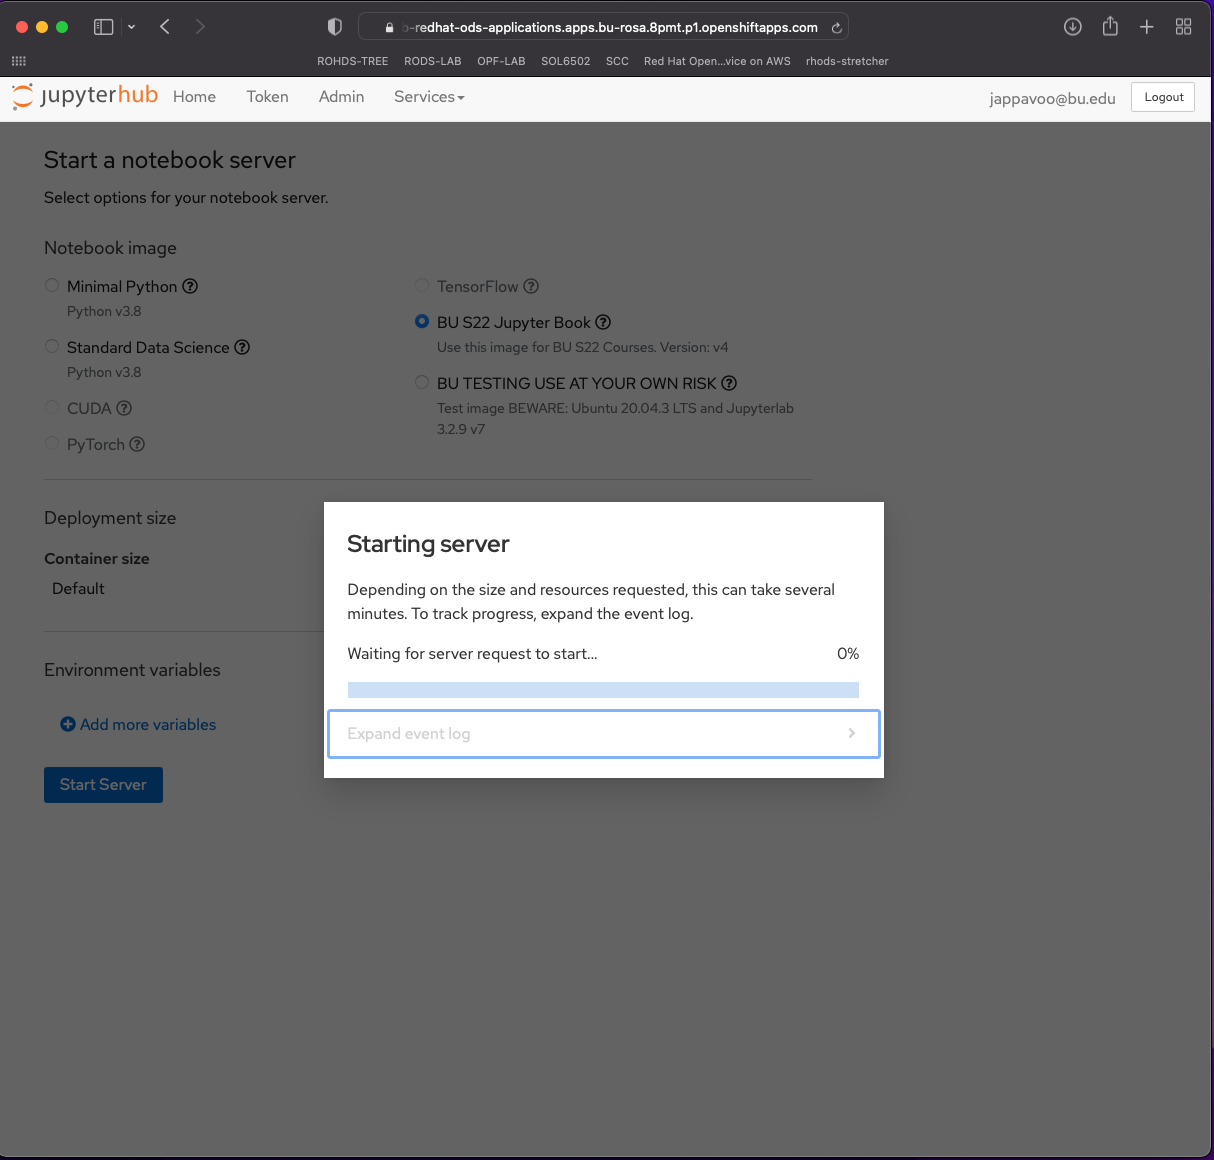 -redhat-ods-applications.apps.bu-rosa.8pmt.p1.openshiftapps.com
ROHDS-TREE RODS-LAB OPF-LAB SOL6502 SCC Red Hat Open...vice on AWS rhods-stretcher
jupyterhub Home Token Admin Services jappavoo@bu.edu Logout
Start a notebook server
Select options for your notebook server.
Notebook image
Minimal Python
Python v3.8
Standard Data Science
Python v3.8
CUDA
PyTorch
TensorFlow
BU S22 Jupyter Book
Use this image for BU S22 Courses. Version: v4
BU TESTING USE AT YOUR OWN RISK
Test image BEWARE: Ubuntu 20.04.3 LTS and Jupyterlab
3.2.9 v7
Deployment size
Container size
Default
Environment variables
Add more variables
Start Server
Starting server
Depending on the size and resources requested, this can take several
minutes. To track progress, expand the event log.
Waiting for server request to start... 0%
Expand event log